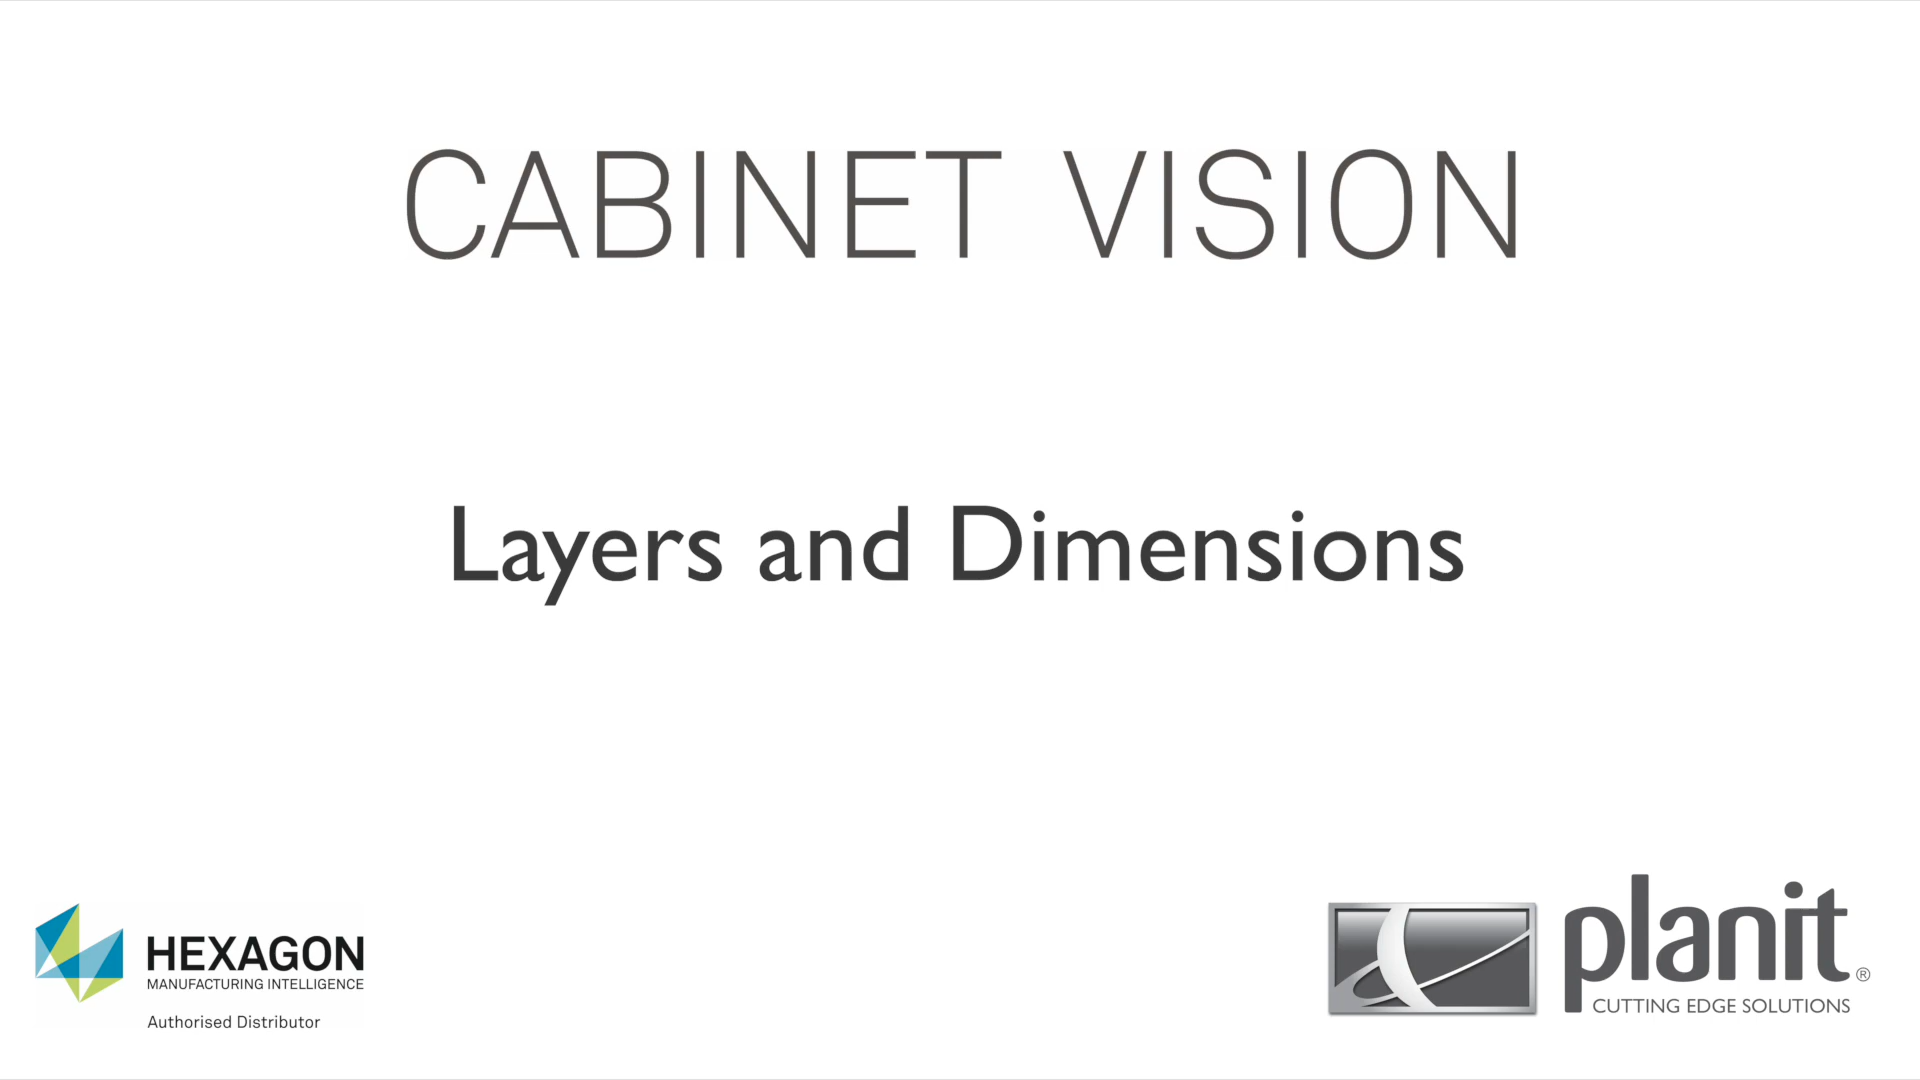 CABINET VISION
Layers and Dimensions
HEXAGON
MANUFACTURING INTELLIGENCE
Authorised Distributor
planit®
CUTTING EDGE SOLUTIONS